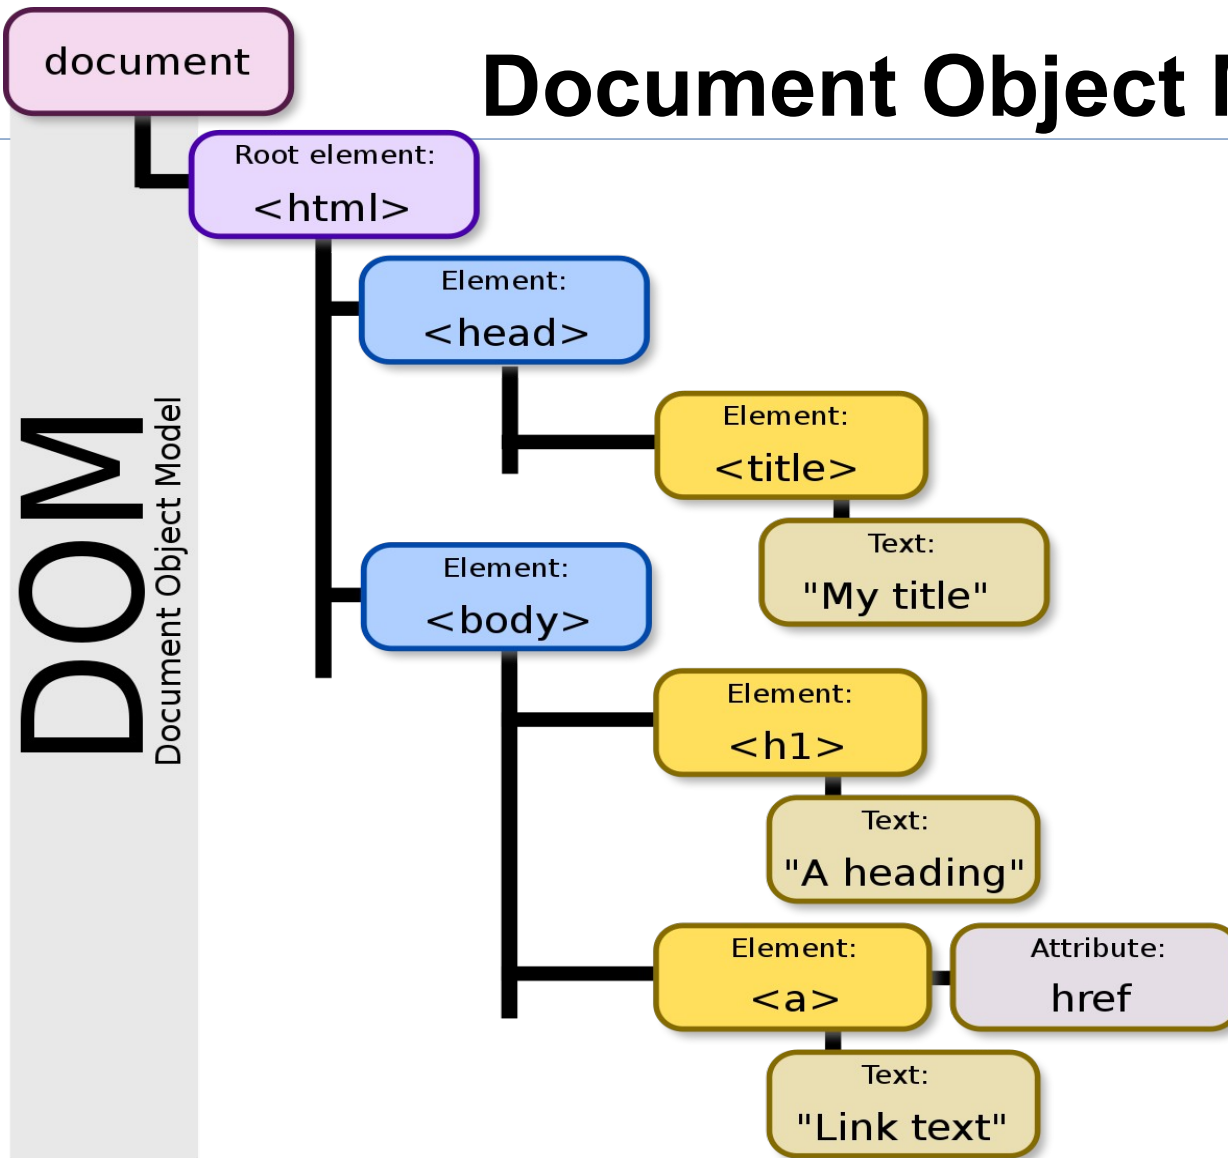 document
Document Object
Root element:
<html>
Element:
<head>
Element:
<title>
Text:
"My title"
Element:
<body>
Element:
<h1>
Text:
"A heading"
Element:
<a>
Attribute:
href
Text:
"Link text"
DOM
Document Object Model